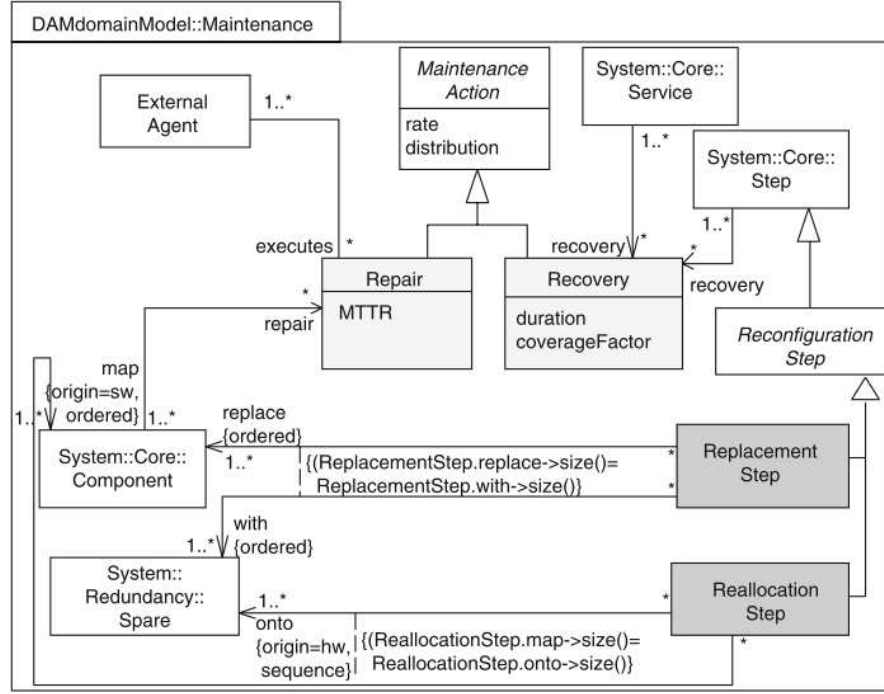 DAMdomainModel::Maintenance
External
Agent
1..*
Maintenance
Action
rate
distribution
System::Core::
Service
1..*
System::Core::
Step
1..*
executes
*
recovery
*
*
recovery
Repair
MTTR
Recovery
duration
coverageFactor
*
repair
Reconfiguration
Step
map
{origin=sw,
ordered}
1..*
1..*
System::Core::
Component
replace
{ordered}
1..*
*
{(ReplacementStep.replace->size()=
ReplacementStep.with->size()}
*
Replacement
Step
with
{ordered}
1..*
System::
Redundancy::
Spare
1..*
onto
{origin=hw,
sequence}
*
{(ReallocationStep.map->size()=
ReallocationStep.onto->size()}
*
Reallocation
Step